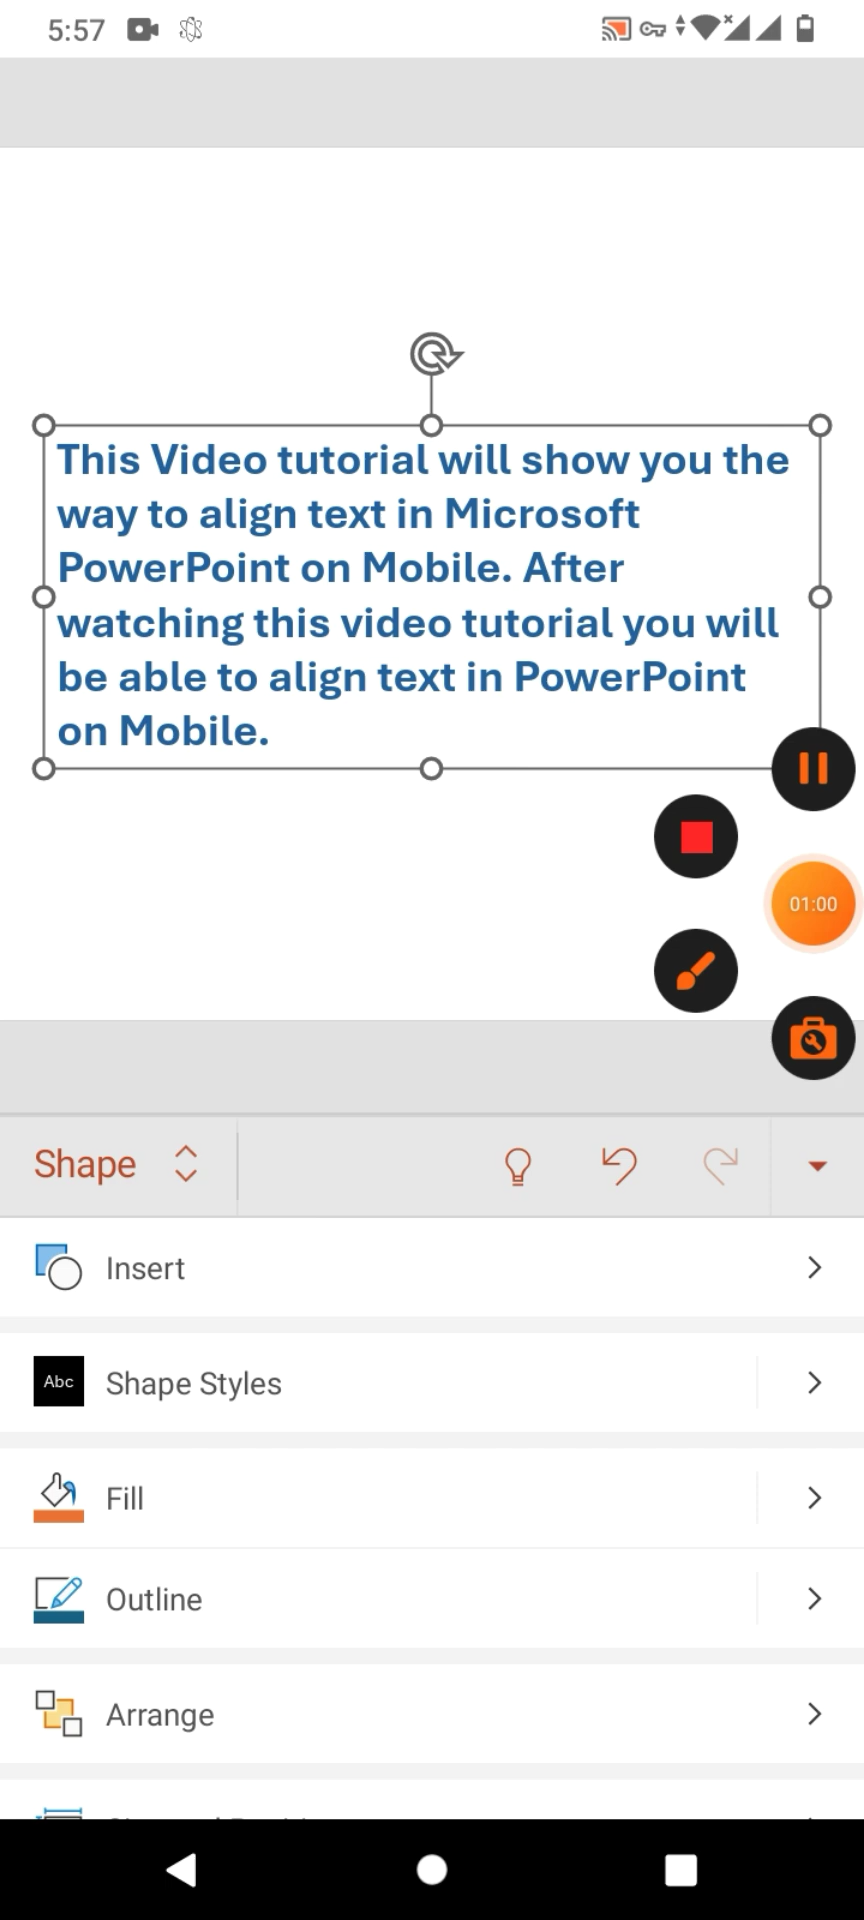 5:57
This Video tutorial will show you the
way to align text in Microsoft
PowerPoint on Mobile. After
watching this video tutorial you will
be able to align text in PowerPoint
on Mobile.
01:00
Shape
Insert
Abc
Shape Styles
Fill
Outline
Arrange